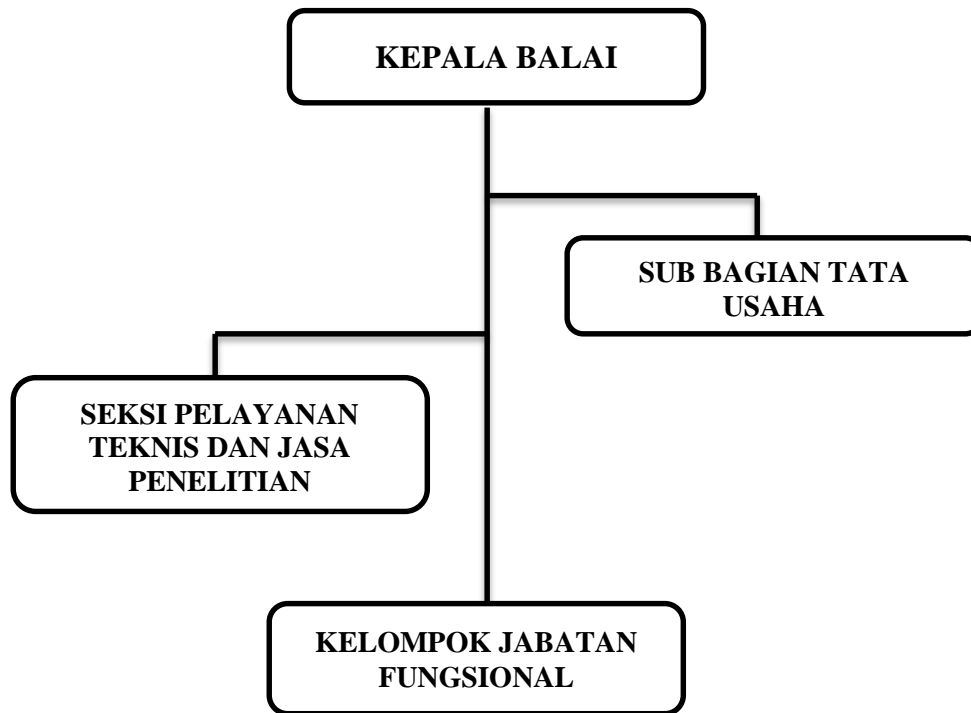 KEPALA BALAI
SUB BAGIAN TATA
USAHA
SEKSI PELAYANAN
TEKNIS DAN JASA
PENELITIAN
KELOMPOK JABATAN
FUNGSIONAL